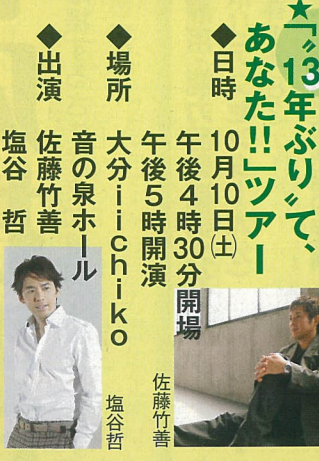 ★「〝13年ぶり〟て、
あなた!!」ツアー
◆日時 10月10日(土)
午後4時30分開場
午後5時開演
◆場所 大分iichiko
音の泉ホール
◆出演 佐藤竹善
塩谷 哲
佐藤竹善
塩谷哲